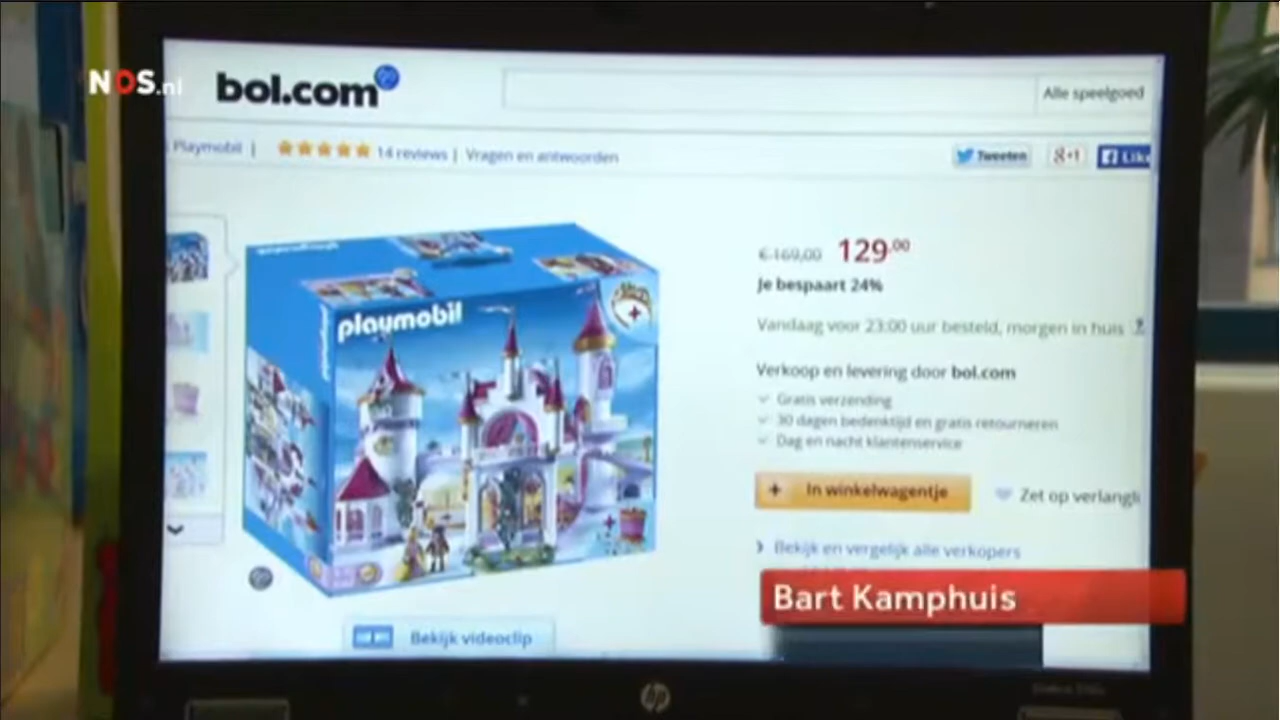 NOS.nl
bol.com
Alle speelgoed
Playmobil |
14 reviews | Vragen en antwoorden
Tweeten
g+1
Like
playmobil
€ 169,00 129,00
Je bespaart 24%
Vandaag voor 23:00 uur besteld, morgen in huis ?
Verkoop en levering door bol.com
Gratis verzending
30 dagen bedenktijd en gratis retourneren
Dag en nacht klantenservice
+ In winkelwagentje
Zet op verlangli
Bekijk en vergelijk alle verkopers
Bart Kamphuis
Bekijk videoclip
hp